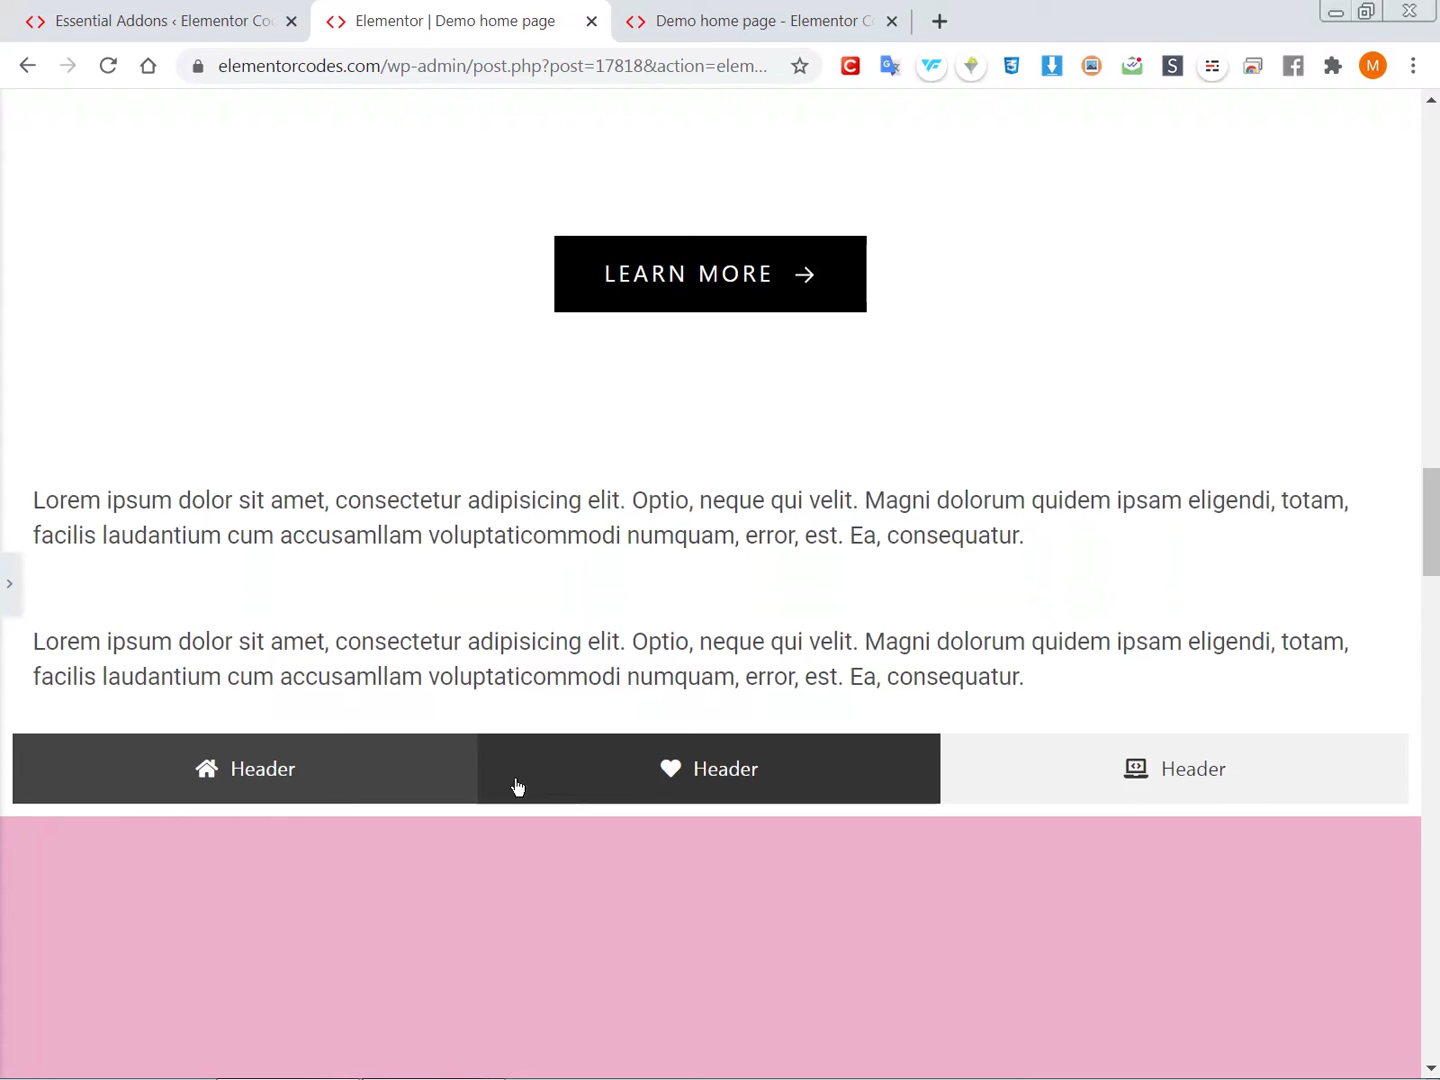 Essential Addons ‹ Elementor Co
Elementor | Demo home page
Demo home page - Elementor C
elementorcodes.com/wp-admin/post.php?post=17818&action=elem...
M
LEARN MORE →
Lorem ipsum dolor sit amet, consectetur adipisicing elit. Optio, neque qui velit. Magni dolorum quidem ipsam eligendi, totam,
facilis laudantium cum accusamllam voluptaticommodi numquam, error, est. Ea, consequatur.
Lorem ipsum dolor sit amet, consectetur adipisicing elit. Optio, neque qui velit. Magni dolorum quidem ipsam eligendi, totam,
facilis laudantium cum accusamllam voluptaticommodi numquam, error, est. Ea, consequatur.
Header
Header
Header